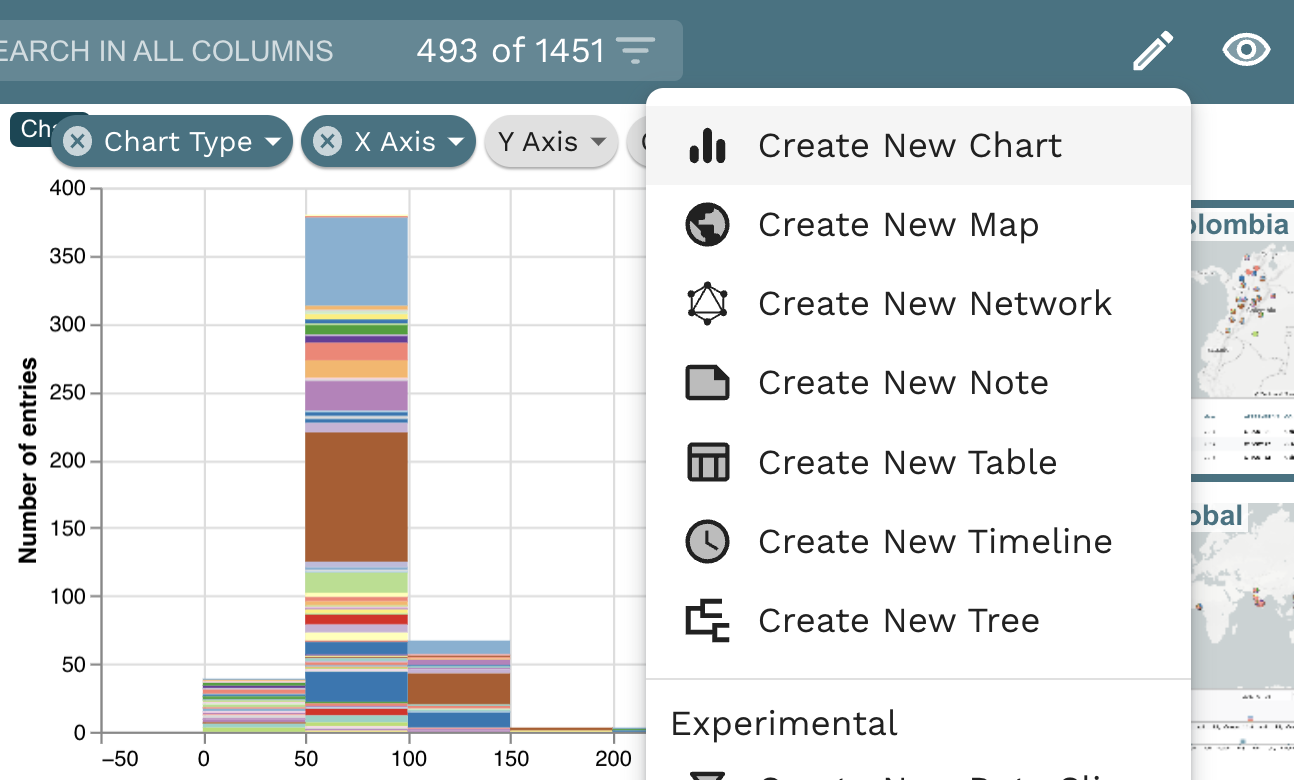 EARCH IN ALL COLUMNS 493 of 1451
Chart Type X Axis Y Axis
Create New Chart
Create New Map
Create New Network
Create New Note
Create New Table
Create New Timeline
Create New Tree
Experimental
Number of entries
400
350
300
250
200
150
100
50
0
−50 0 50 100 150 200
olombia
obal